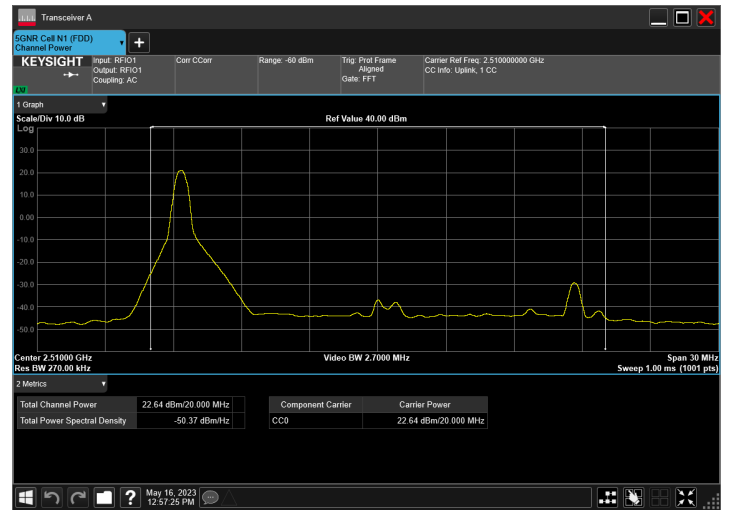 Transceiver A
5GNR Cell N1 (FDD)
Channel Power
KEYSIGHT
LXI
Input: RFIO1
Output: RFIO1
Coupling: AC
Corr CCorr
Range: -60 dBm
Trig: Prot Frame
Aligned
Gate: FFT
Carrier Ref Freq: 2.510000000 GHz
CC Info: Uplink, 1 CC
1 Graph
Scale/Div 10.0 dB
Ref Value 40.00 dBm
Log
30.0
20.0
10.0
0.00
-10.0
-20.0
-30.0
-40.0
-50.0
Center 2.51000 GHz
Video BW 2.7000 MHz
Span 30 MHz
Res BW 270.00 kHz
Sweep 1.00 ms (1001 pts)
2 Metrics
Total Channel Power 22.64 dBm/20.000 MHz
Total Power Spectral Density -50.37 dBm/Hz
Component Carrier Carrier Power
CC0 22.64 dBm/20.000 MHz
?
May 16, 2023
12:57:25 PM